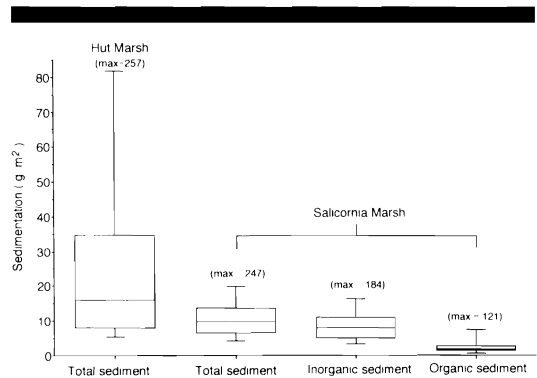 Hut Marsh
(max-257)
80
70
60
50
40
30
20
10
0
Sedimentation ( g m²)
Salicornia Marsh
(max 247)
(max 184)
(max - 121)
Total sediment
Total sediment
Inorganic sediment
Organic sediment